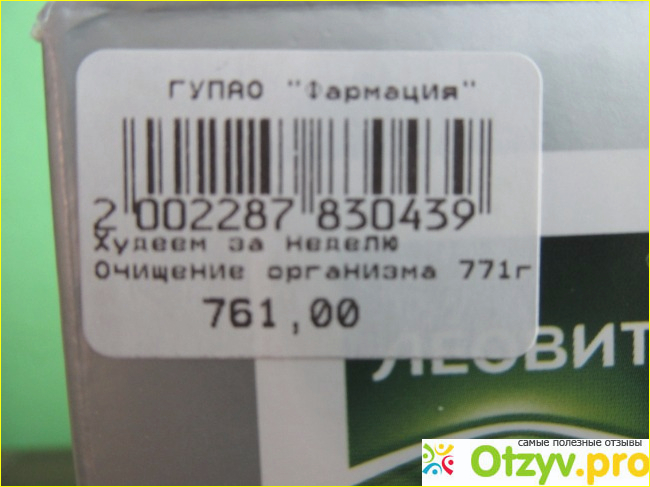 ГУПАО "Фармация"
2 002287 830439
Худеем за неделю
Очищение организма 771г
761,00
ЛЕОВИТ
самые полезные отзывы
Otzyv.pro